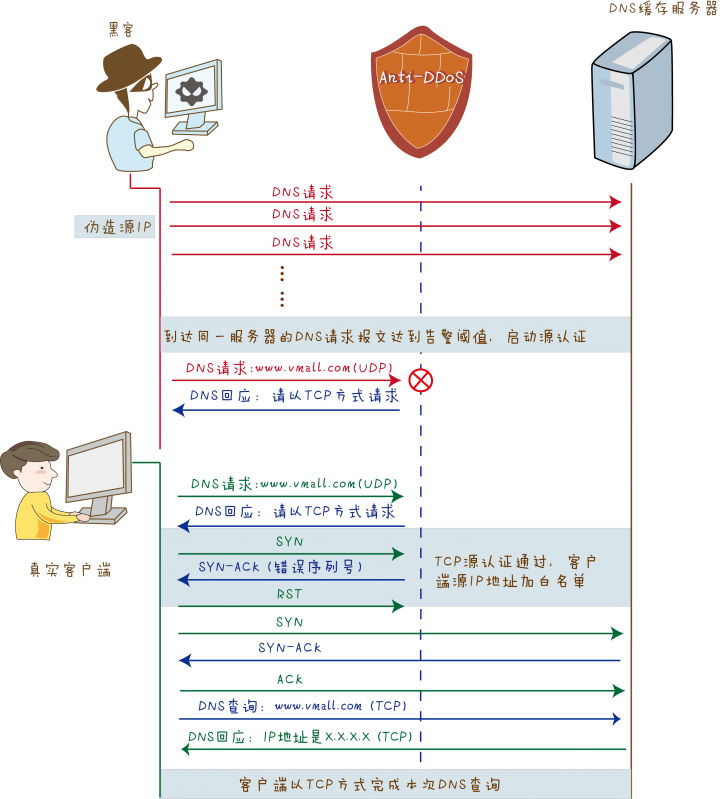 DNS缓存服务器
黑客
Anti-DDoS
DNS请求
DNS请求
伪造源IP
DNS请求
到达同一服务器的DNS请求报文达到告警阈值，启动源认证
DNS请求:www.vmall.com(UDP)
DNS回应：请以TCP方式请求
DNS请求:www.vmall.com(UDP)
DNS回应：请以TCP方式请求
SYN
SYN-ACK (错误序列号)
TCP源认证通过，客户
端源IP地址加白名单
真实客户端
RST
SYN
SYN-ACK
ACK
DNS查询：www.vmall.com (TCP)
DNS回应：IP地址是X.X.X.X (TCP)
客户端以TCP方式完成本次DNS查询